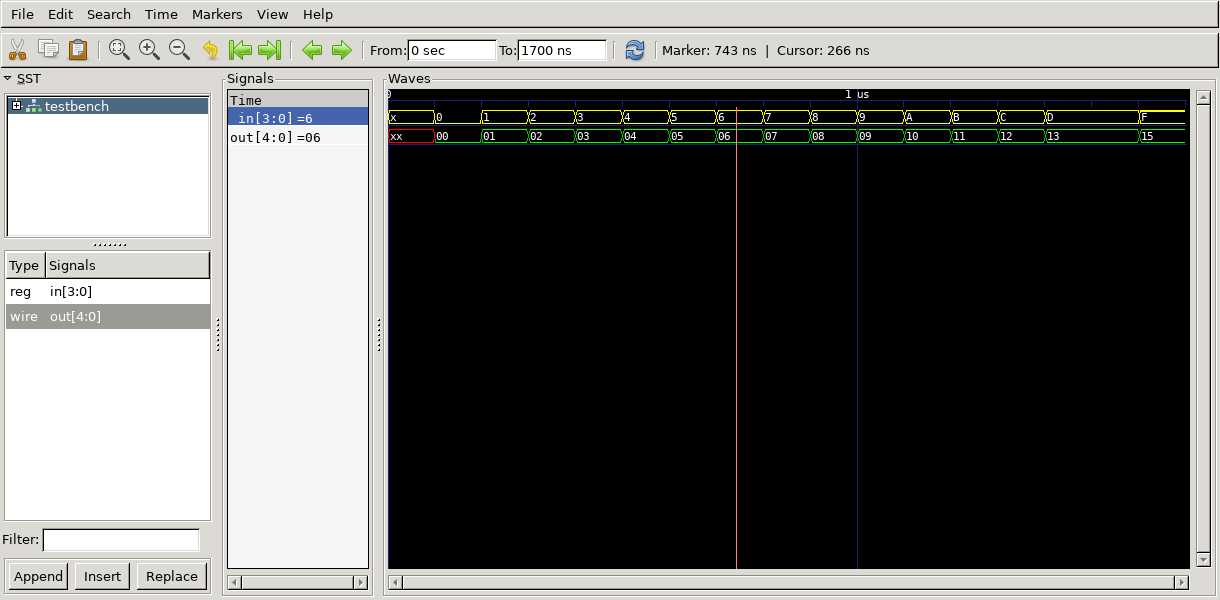 File Edit Search Time Markers View Help
From: 0 sec To: 1700 ns Marker: 743 ns | Cursor: 266 ns
SST
testbench
Type Signals
reg in[3:0]
wire out[4:0]
Filter:
Append Insert Replace
Signals
Time
in[3:0] =6
out[4:0] =06
Waves
0 1 us
x 0 1 2 3 4 5 6 7 8 9 A B C D F
xx 00 01 02 03 04 05 06 07 08 09 10 11 12 13 15